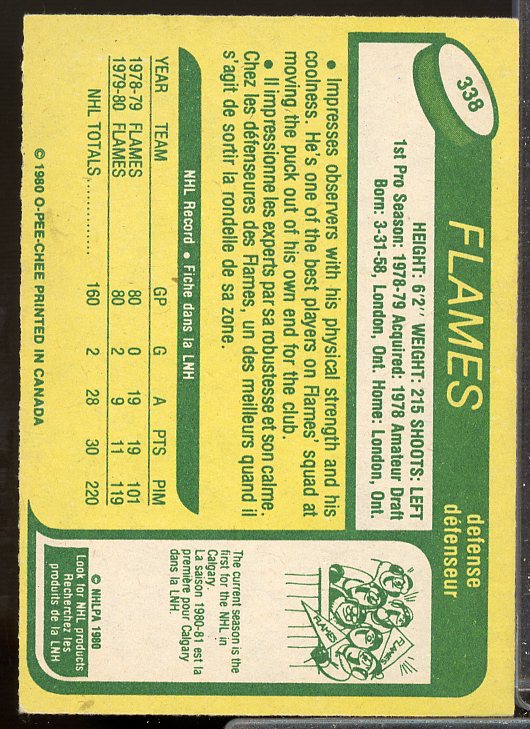 338
FLAMES
defense
défenseur
HEIGHT: 6'2" WEIGHT: 215 SHOOTS: LEFT
1st Pro Season: 1978-79 Acquired: 1978 Amateur Draft
Born: 3-31-58, London, Ont. Home: London, Ont.
• Impresses observers with his physical strength and his
coolness. He's one of the best players on Flames' squad at
moving the puck out of his own end for the club.
• Il impressionne les experts par sa robustesse et son calme.
Chez les défenseures des Flames, un des meilleurs quand il
s'agit de sortir la rondelle de sa zone.
NHL Record • Fiche dans la LNH
YEAR TEAM GP G A PTS PIM
1978-79 FLAMES 80 0 19 19 101
1979-80 FLAMES 80 2 9 11 119
NHL TOTALS............... 160 2 28 30 220
© 1980 O-PEE-CHEE PRINTED IN CANADA
FLAMES
FLAMES
The current season is the
first for the NHL in
Calgary
La saison 1980-81 est la
première pour Calgary
dans la LNH.
© NHLPA 1980
Look for NHL products
Recherchez les
produits de la LNH